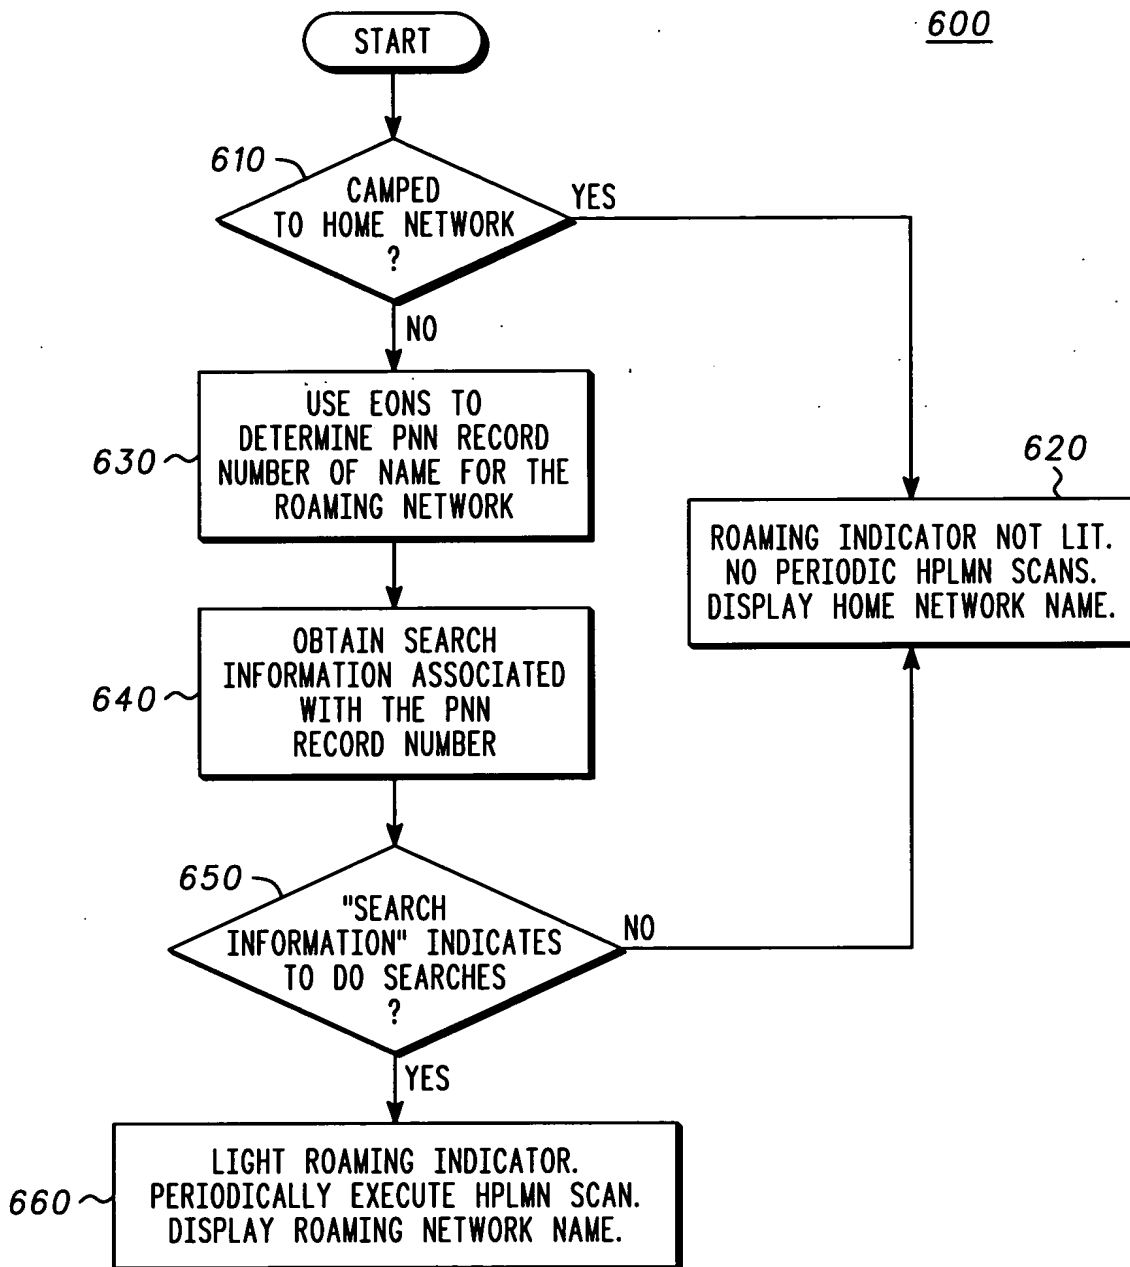 START
600
610
CAMPED
TO HOME NETWORK
?
YES
NO
USE EONS TO
DETERMINE PNN RECORD
NUMBER OF NAME FOR THE
ROAMING NETWORK
630
620
ROAMING INDICATOR NOT LIT.
NO PERIODIC HPLMN SCANS.
DISPLAY HOME NETWORK NAME.
OBTAIN SEARCH
INFORMATION ASSOCIATED
WITH THE PNN
RECORD NUMBER
640
650
"SEARCH
INFORMATION" INDICATES
TO DO SEARCHES
?
NO
YES
LIGHT ROAMING INDICATOR.
PERIODICALLY EXECUTE HPLMN SCAN.
DISPLAY ROAMING NETWORK NAME.
660